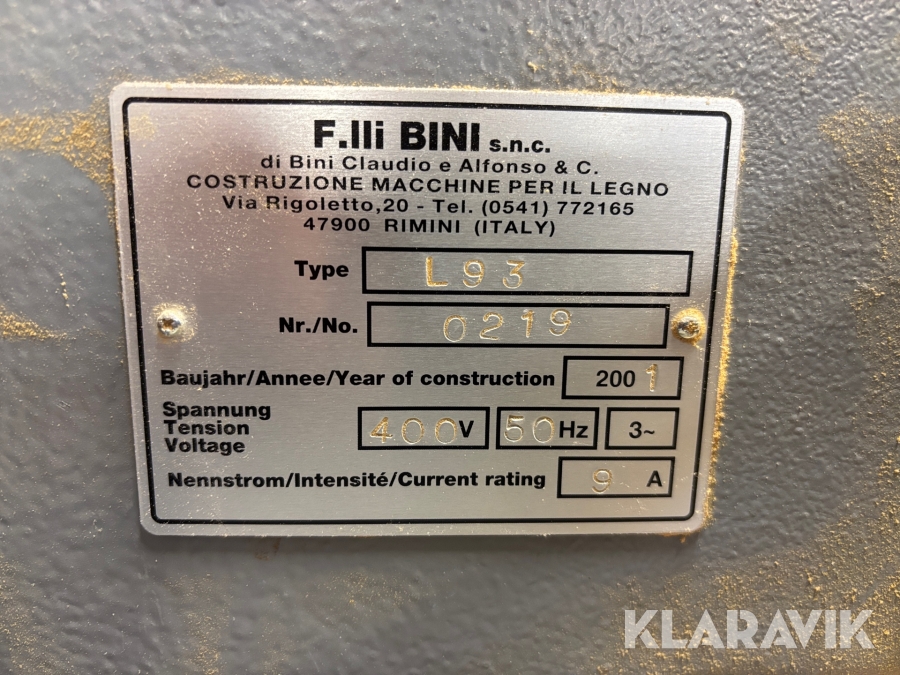 F.lli BINI s.n.c.
di Bini Claudio e Alfonso & C.
COSTRUZIONE MACCHINE PER IL LEGNO
Via Rigoletto,20 - Tel. (0541) 772165
47900 RIMINI (ITALY)
Type L93
Nr./No. 0219
Baujahr/Annee/Year of construction 2001
Spannung
Tension 400V 50Hz 3~
Voltage
Nennstrom/Intensité/Current rating 9 A
KLARAVIK